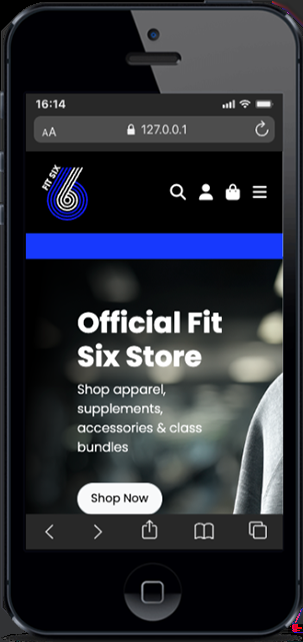 16:14
AA 127.0.0.1
FIT SIX
6
Official Fit
Six Store
Shop apparel,
supplements,
accessories & class
bundles
Shop Now